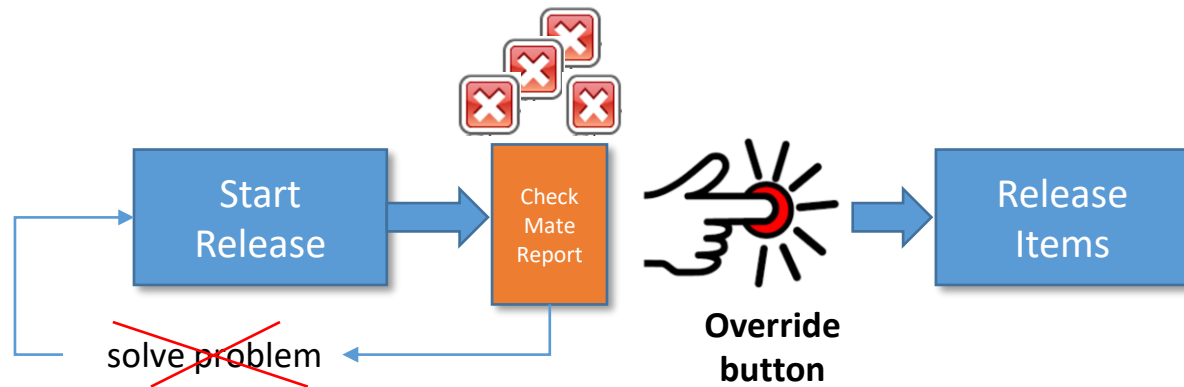 Start
Release
Check
Mate
Report
Release
Items
Override
button
solve problem